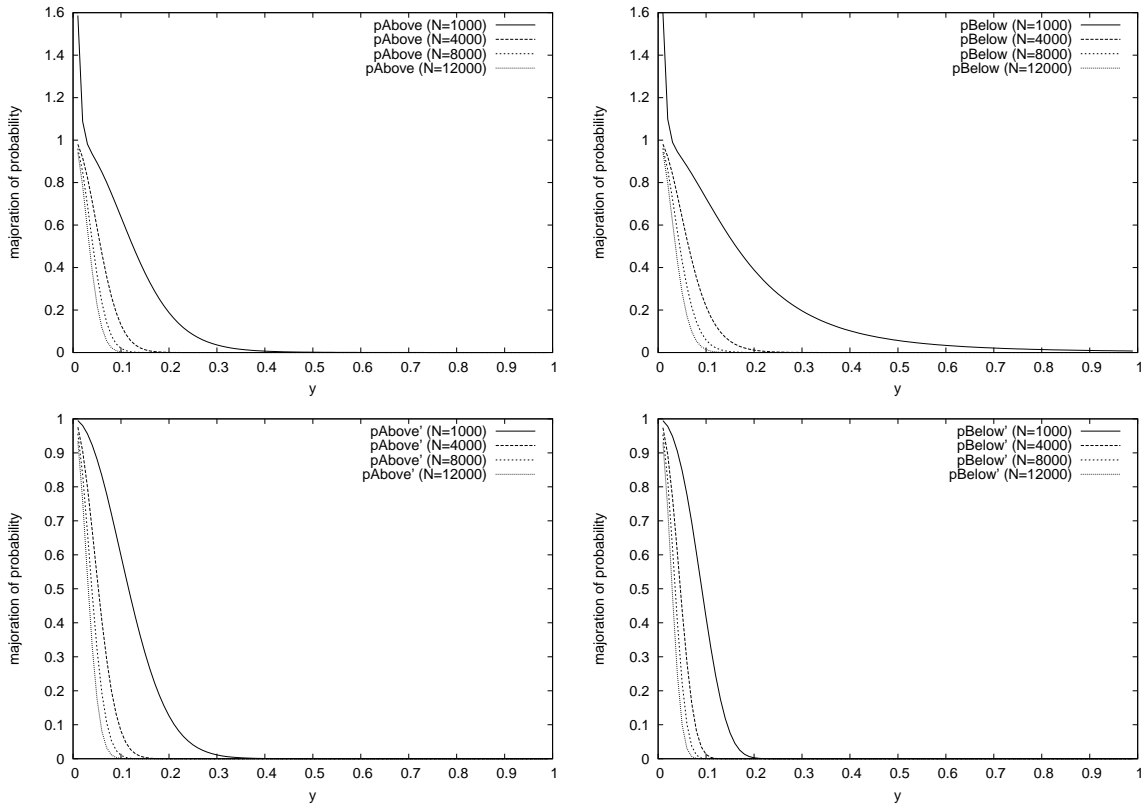 1.6
1.4
1.2
1
0.8
0.6
0.4
0.2
0
majoration of probability
pAbove (N=1000)
pAbove (N=4000)
pAbove (N=8000)
pAbove (N=12000)
0 0.1 0.2 0.3 0.4 0.5 0.6 0.7 0.8 0.9 1
y
1.6
1.4
1.2
1
0.8
0.6
0.4
0.2
0
majoration of probability
pBelow (N=1000)
pBelow (N=4000)
pBelow (N=8000)
pBelow (N=12000)
0 0.1 0.2 0.3 0.4 0.5 0.6 0.7 0.8 0.9 1
y
1
0.9
0.8
0.7
0.6
0.5
0.4
0.3
0.2
0.1
0
majoration of probability
pAbove' (N=1000)
pAbove' (N=4000)
pAbove' (N=8000)
pAbove' (N=12000)
0 0.1 0.2 0.3 0.4 0.5 0.6 0.7 0.8 0.9 1
y
1
0.9
0.8
0.7
0.6
0.5
0.4
0.3
0.2
0.1
0
majoration of probability
pBelow' (N=1000)
pBelow' (N=4000)
pBelow' (N=8000)
pBelow' (N=12000)
0 0.1 0.2 0.3 0.4 0.5 0.6 0.7 0.8 0.9 1
y